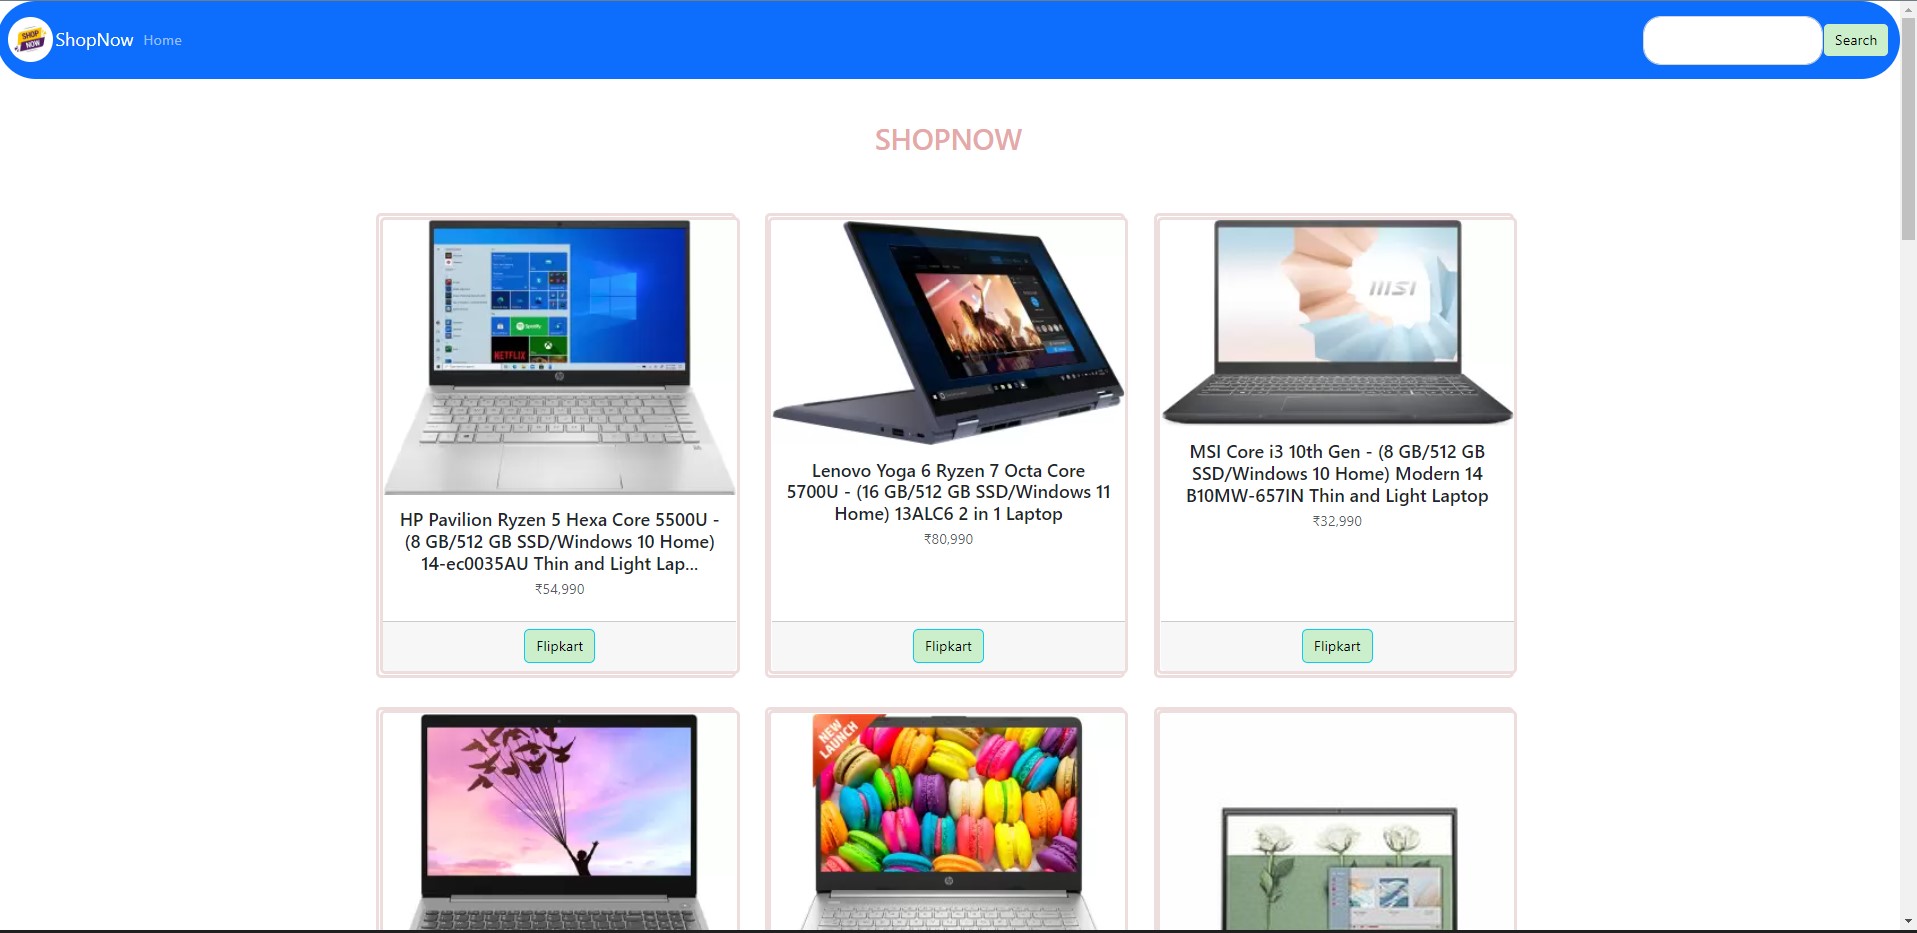 SHOP
NOW
ShopNow Home
Search
SHOPNOW
Spotify
NETFLIX
msi
HP Pavilion Ryzen 5 Hexa Core 5500U -
(8 GB/512 GB SSD/Windows 10 Home)
14-ec0035AU Thin and Light Lap...
₹54,990
Flipkart
Lenovo Yoga 6 Ryzen 7 Octa Core
5700U - (16 GB/512 GB SSD/Windows 11
Home) 13ALC6 2 in 1 Laptop
₹80,990
Flipkart
MSI Core i3 10th Gen - (8 GB/512 GB
SSD/Windows 10 Home) Modern 14
B10MW-657IN Thin and Light Laptop
₹32,990
Flipkart
NEW
LAUNCH
hp